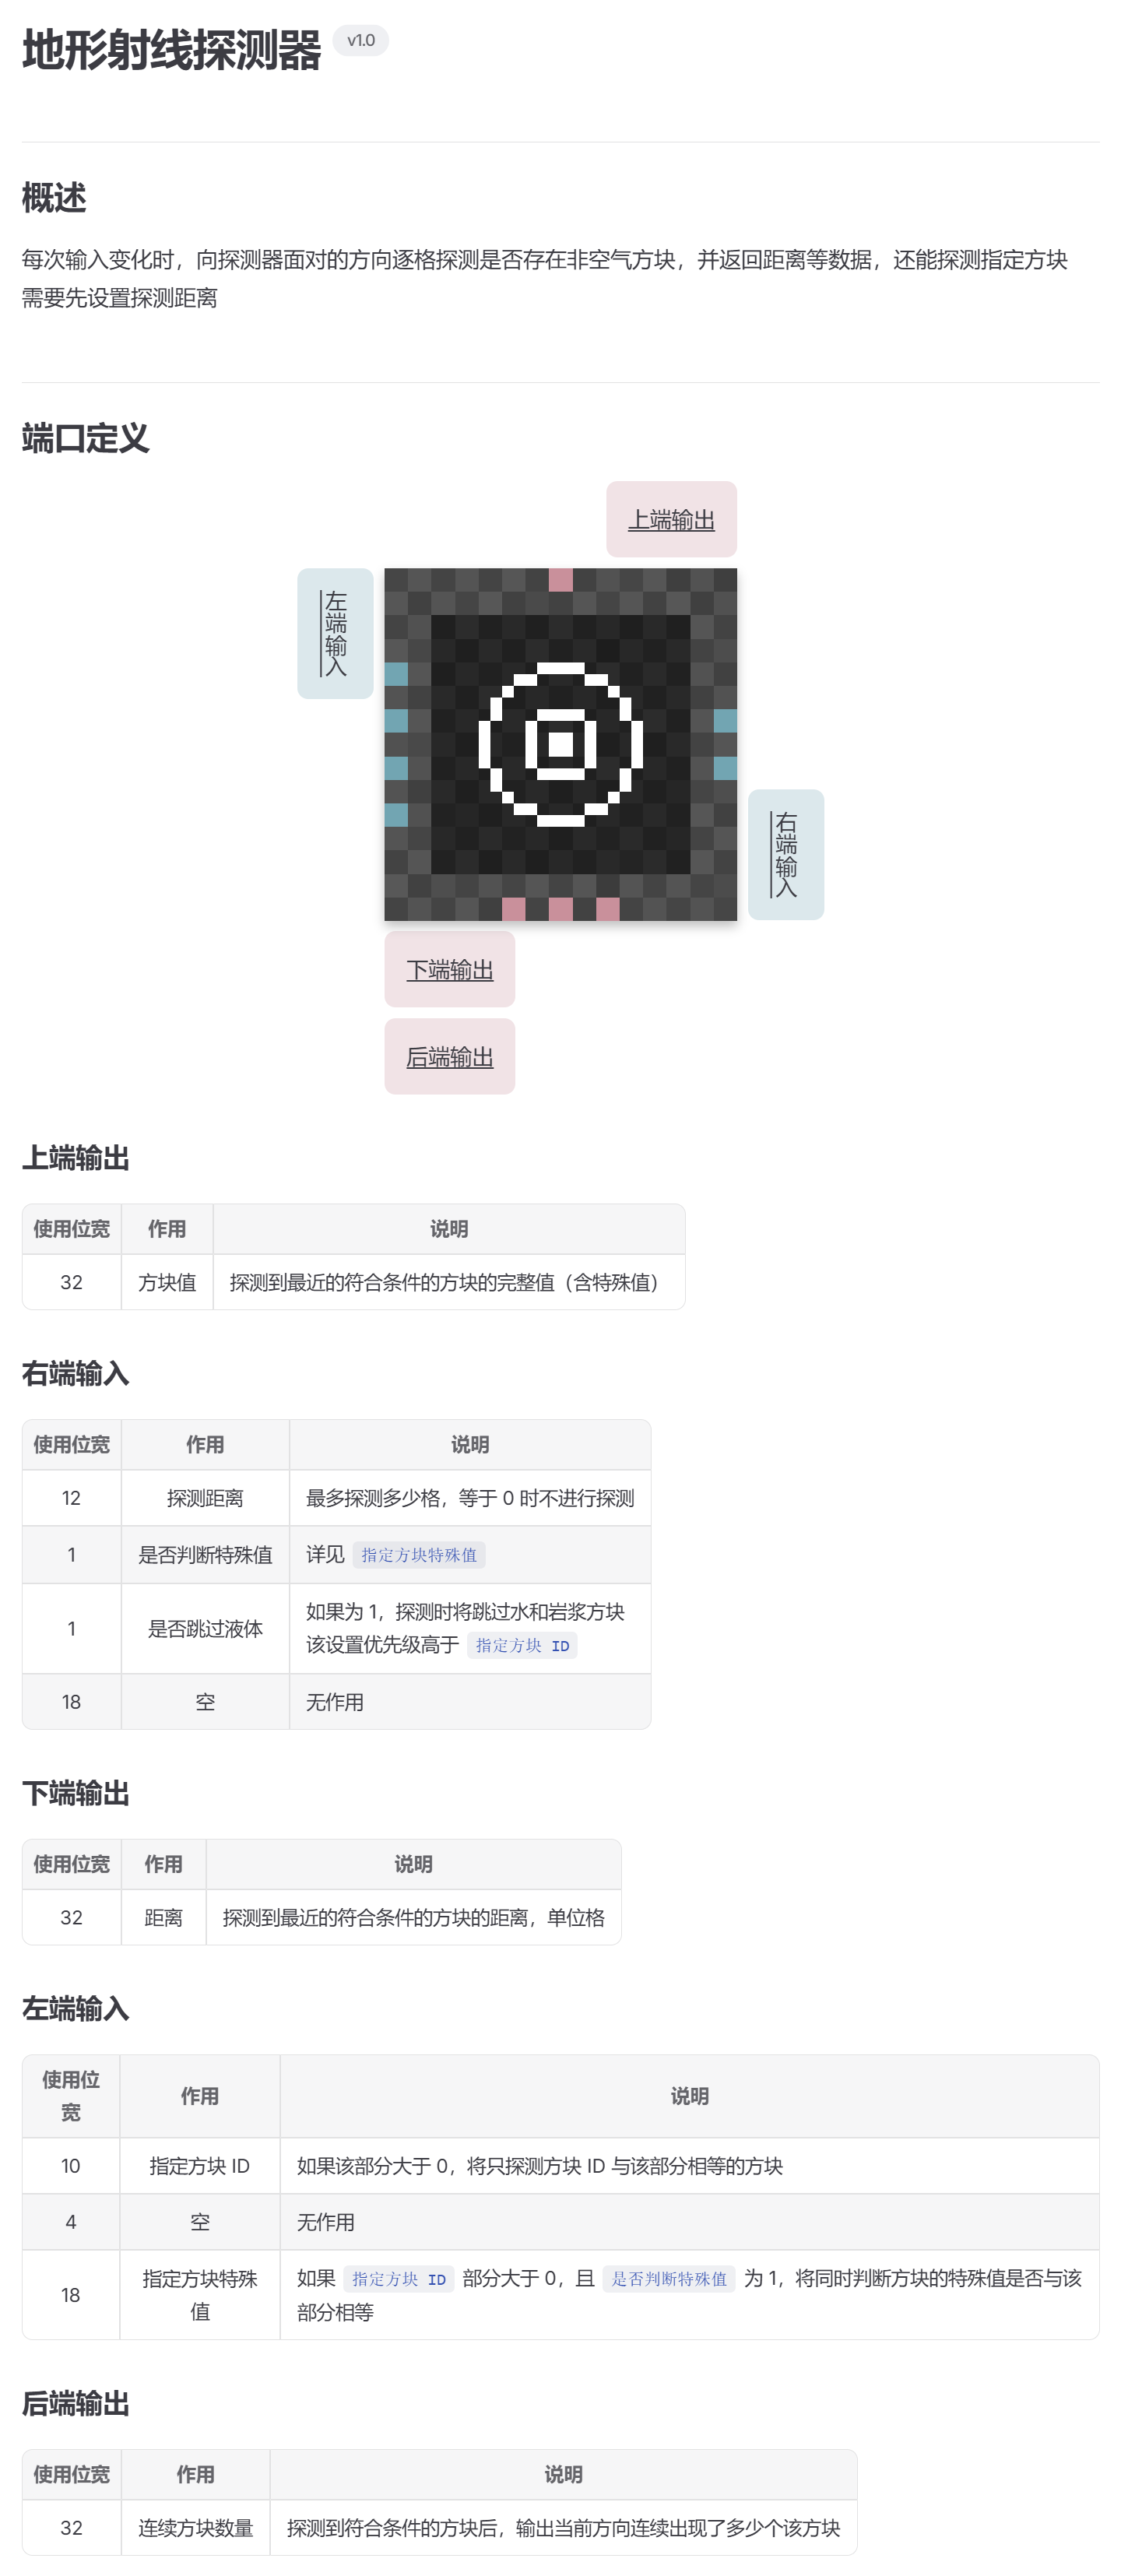 地形射线探测器 v1.0
概述
每次输入变化时，向探测器面对的方向逐格探测是否存在非空气方块，并返回距离等数据，还能探测指定方块
需要先设置探测距离
端口定义
上端输出
左端输入
右端输入
下端输出
后端输出
上端输出
使用位宽 作用 说明
32 方块值 探测到最近的符合条件的方块的完整值（含特殊值）
右端输入
使用位宽 作用 说明
12 探测距离 最多探测多少格，等于 0 时不进行探测
1 是否判断特殊值 详见 指定方块特殊值
1 是否跳过液体 如果为 1，探测时将跳过水和岩浆方块
该设置优先级高于 指定方块 ID
18 空 无作用
下端输出
使用位宽 作用 说明
32 距离 探测到最近的符合条件的方块的距离，单位格
左端输入
使用位
宽 作用 说明
10 指定方块 ID 如果该部分大于 0，将只探测方块 ID 与该部分相等的方块
4 空 无作用
18 指定方块特殊
值 如果 指定方块 ID 部分大于 0，且 是否判断特殊值 为 1，将同时判断方块的特殊值是否与该
部分相等
后端输出
使用位宽 作用 说明
32 连续方块数量 探测到符合条件的方块后，输出当前方向连续出现了多少个该方块